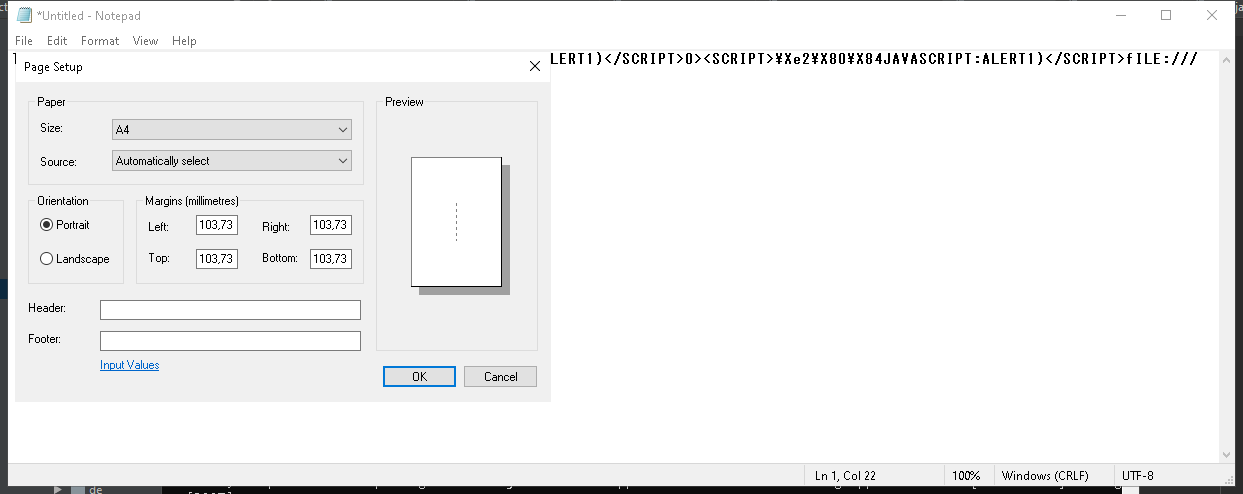 *Untitled - Notepad
File Edit Format View Help
LERT1)</SCRIPT>0><SCRIPT>¥Xe2¥X80¥X84JAVASCRIPT:ALERT1)</SCRIPT>fILE:///
Page Setup
Paper
Size: A4
Source: Automatically select
Orientation
Portrait
Landscape
Margins (millimetres)
Left: 103,73 Right: 103,73
Top: 103,73 Bottom: 103,73
Preview
Header:
Footer:
Input Values
OK Cancel
Ln 1, Col 22 100% Windows (CRLF) UTF-8
de